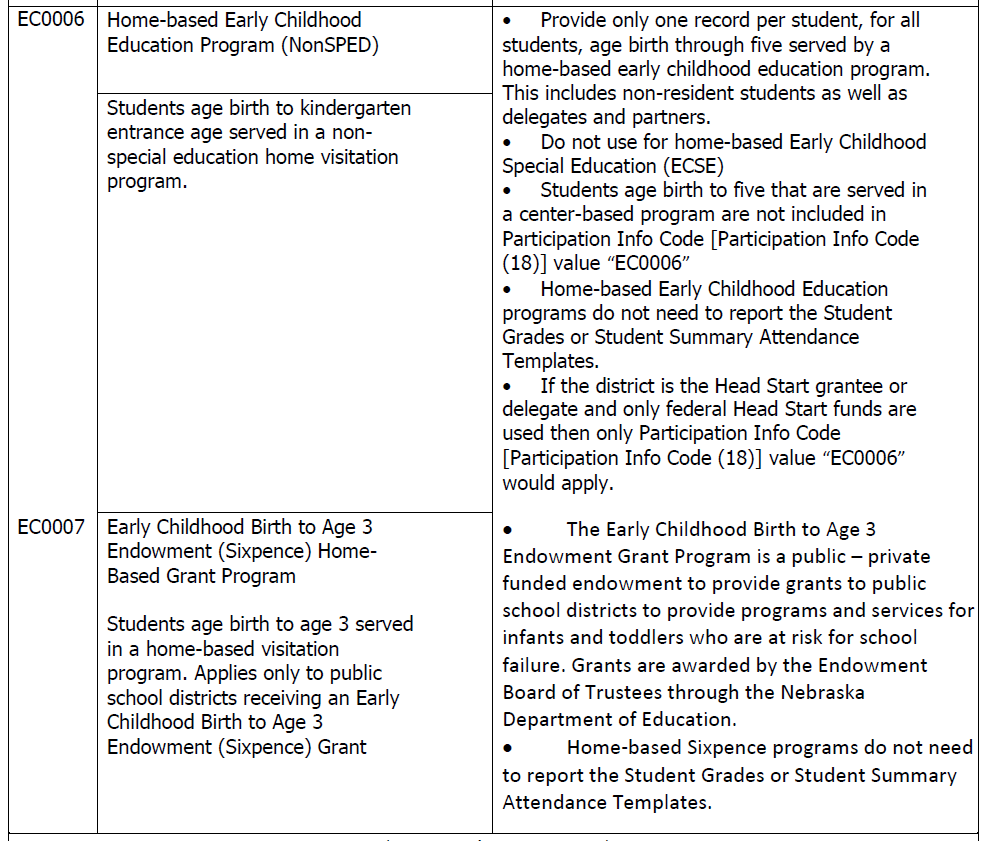 EC0006
Home-based Early Childhood
Education Program (NonSPED)
Students age birth to kindergarten
entrance age served in a non-
special education home visitation
program.
• Provide only one record per student, for all
students, age birth through five served by a
home-based early childhood education program.
This includes non-resident students as well as
delegates and partners.
• Do not use for home-based Early Childhood
Special Education (ECSE)
• Students age birth to five that are served in
a center-based program are not included in
Participation Info Code [Participation Info Code
(18)] value “EC0006”
• Home-based Early Childhood Education
programs do not need to report the Student
Grades or Student Summary Attendance
Templates.
• If the district is the Head Start grantee or
delegate and only federal Head Start funds are
used then only Participation Info Code
[Participation Info Code (18)] value “EC0006”
would apply.
EC0007
Early Childhood Birth to Age 3
Endowment (Sixpence) Home-
Based Grant Program
Students age birth to age 3 served
in a home-based visitation
program. Applies only to public
school districts receiving an Early
Childhood Birth to Age 3
Endowment (Sixpence) Grant
• The Early Childhood Birth to Age 3
Endowment Grant Program is a public – private
funded endowment to provide grants to public
school districts to provide programs and services for
infants and toddlers who are at risk for school
failure. Grants are awarded by the Endowment
Board of Trustees through the Nebraska
Department of Education.
• Home-based Sixpence programs do not need
to report the Student Grades or Student Summary
Attendance Templates.